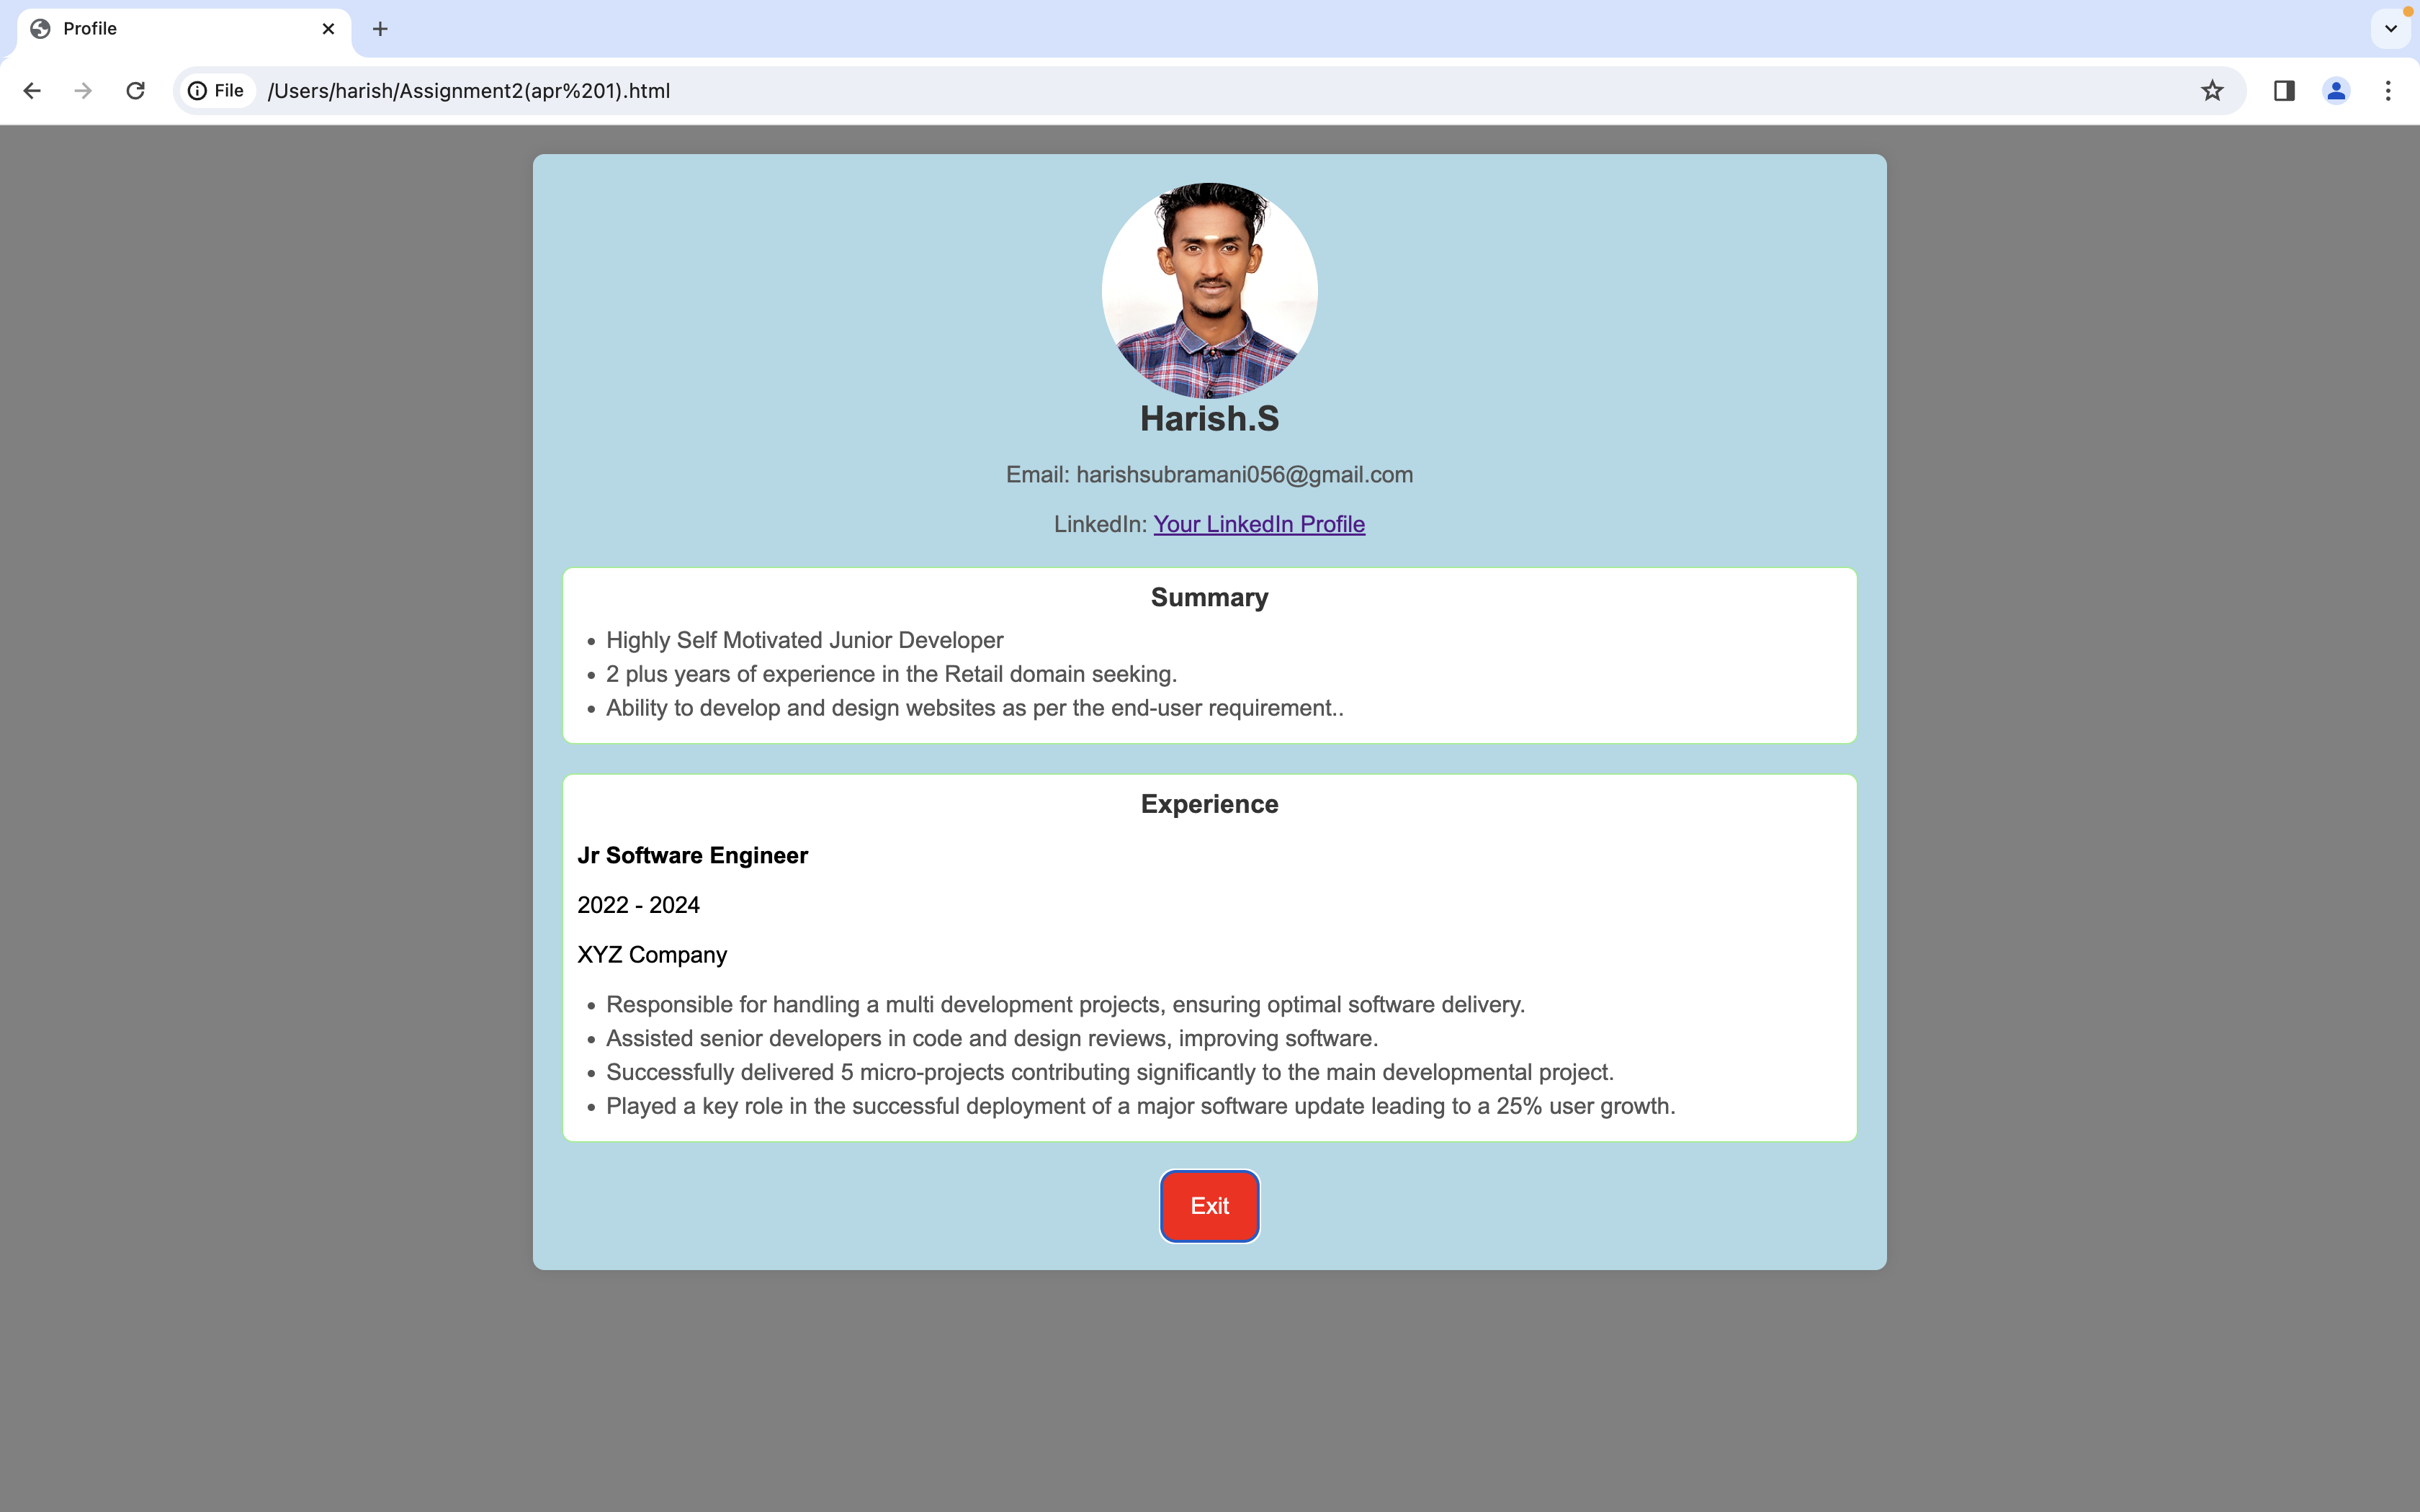 Profile
File /Users/harish/Assignment2(apr%201).html
Harish.S
Email: harishsubramani056@gmail.com
LinkedIn: Your LinkedIn Profile
Summary
Highly Self Motivated Junior Developer
2 plus years of experience in the Retail domain seeking.
Ability to develop and design websites as per the end-user requirement..
Experience
Jr Software Engineer
2022 - 2024
XYZ Company
Responsible for handling a multi development projects, ensuring optimal software delivery.
Assisted senior developers in code and design reviews, improving software.
Successfully delivered 5 micro-projects contributing significantly to the main developmental project.
Played a key role in the successful deployment of a major software update leading to a 25% user growth.
Exit